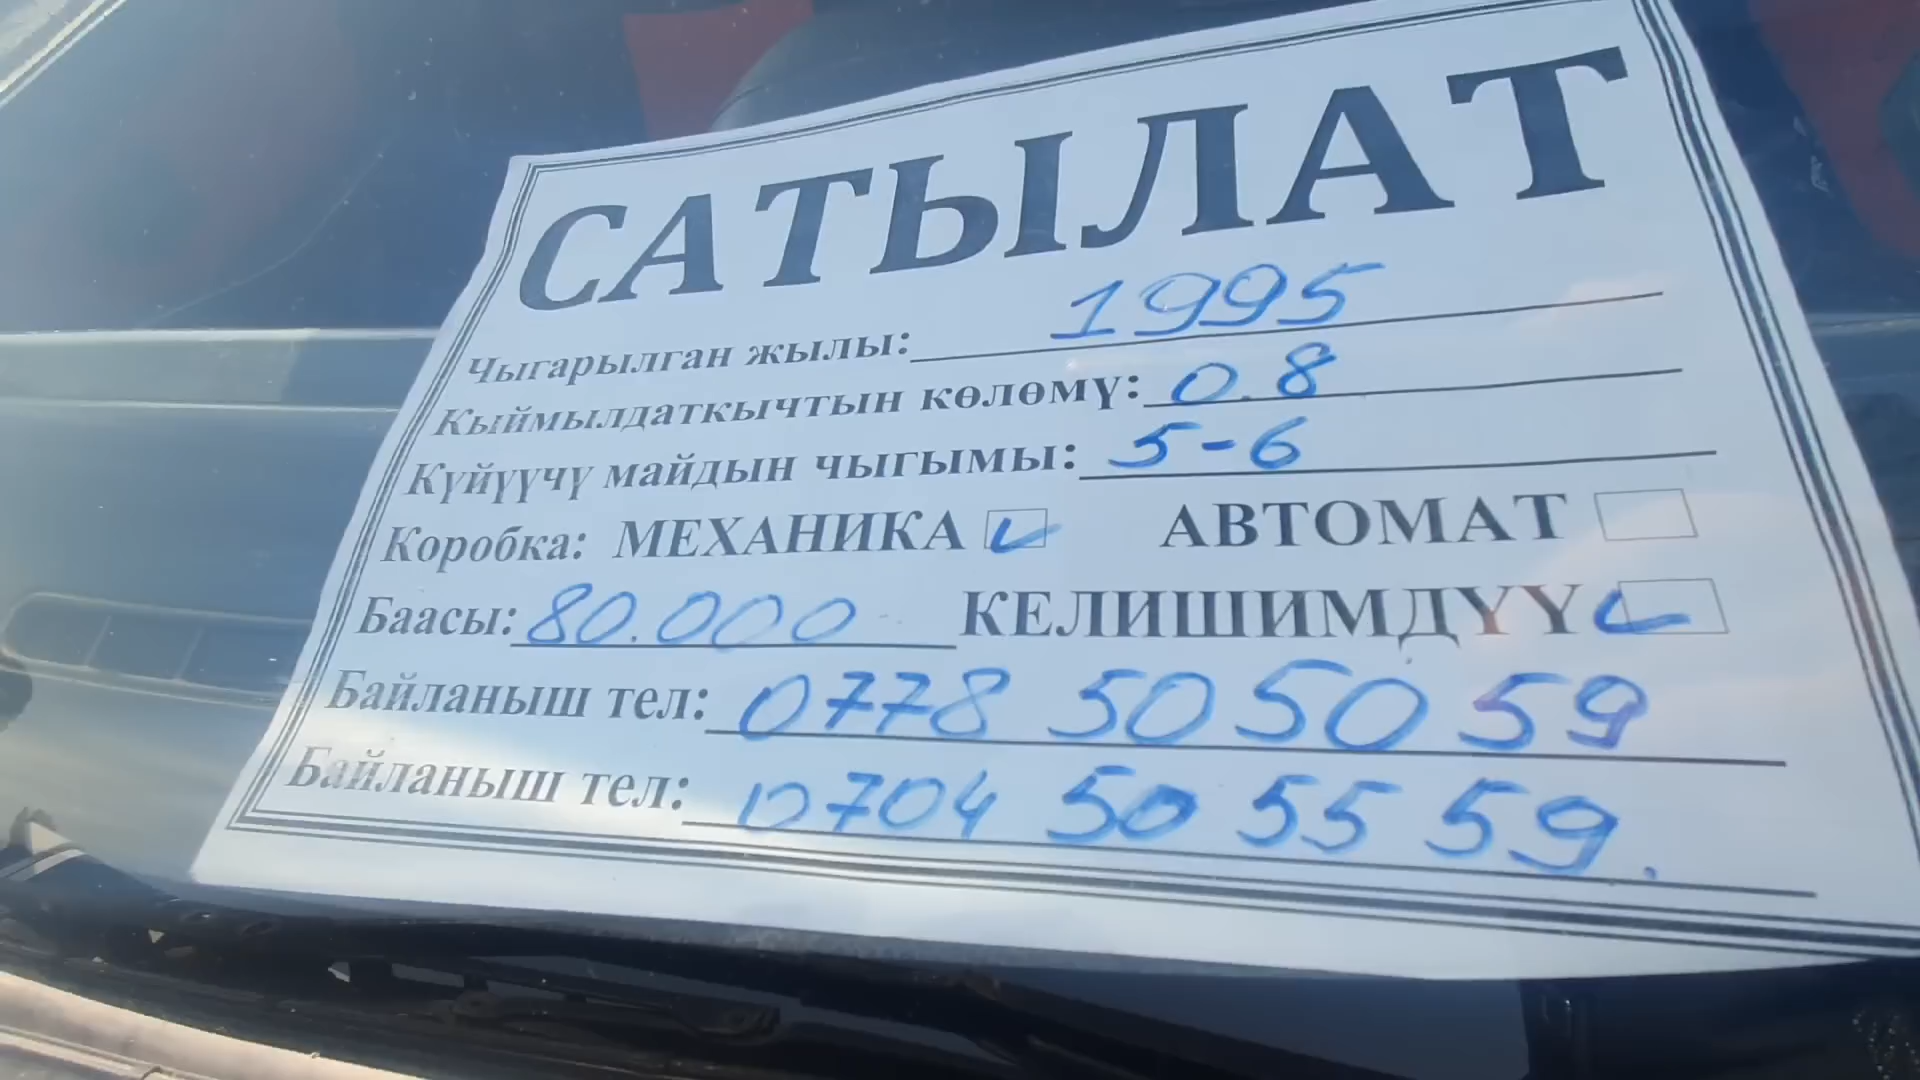 САТЫЛАТ
Чыгарылган жылы: 1995
Кыймылдаткычтын көлөмү: 0.8
Күйүүчү майдын чыгымы: 5-6
Коробка: МЕХАНИКА ✓ АВТОМАТ
Баасы: 80.000 КЕЛИШИМДҮҮ ✓
Байланыш тел: 0778 50 50 59
Байланыш тел: 0704 50 55 59.